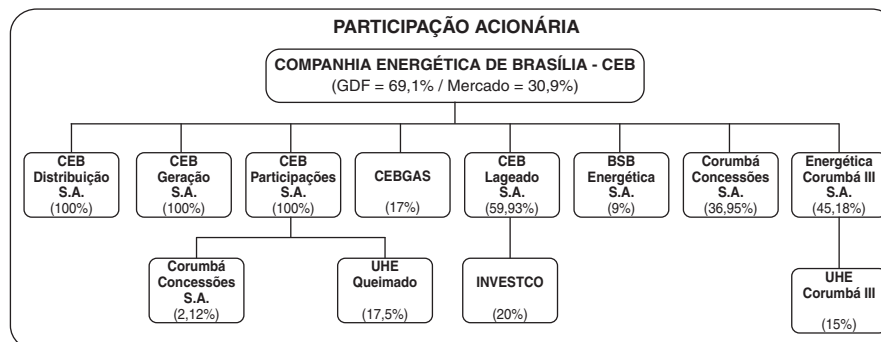 PARTICIPAÇÃO ACIONÁRIA
COMPANHIA ENERGÉTICA DE BRASÍLIA - CEB
(GDF = 69,1% / Mercado = 30,9%)
CEB
Distribuição
S.A.
(100%)
CEB
Geração
S.A.
(100%)
CEB
Participações
S.A.
(100%)
CEBGAS
(17%)
CEB
Lageado
S.A.
(59,93%)
BSB
Energética
S.A.
(9%)
Corumbá
Concessões
S.A.
(36,95%)
Energética
Corumbá III
S.A.
(45,18%)
Corumbá
Concessões
S.A.
(2,12%)
UHE
Queimado
(17,5%)
INVESTCO
(20%)
UHE
Corumbá III
(15%)